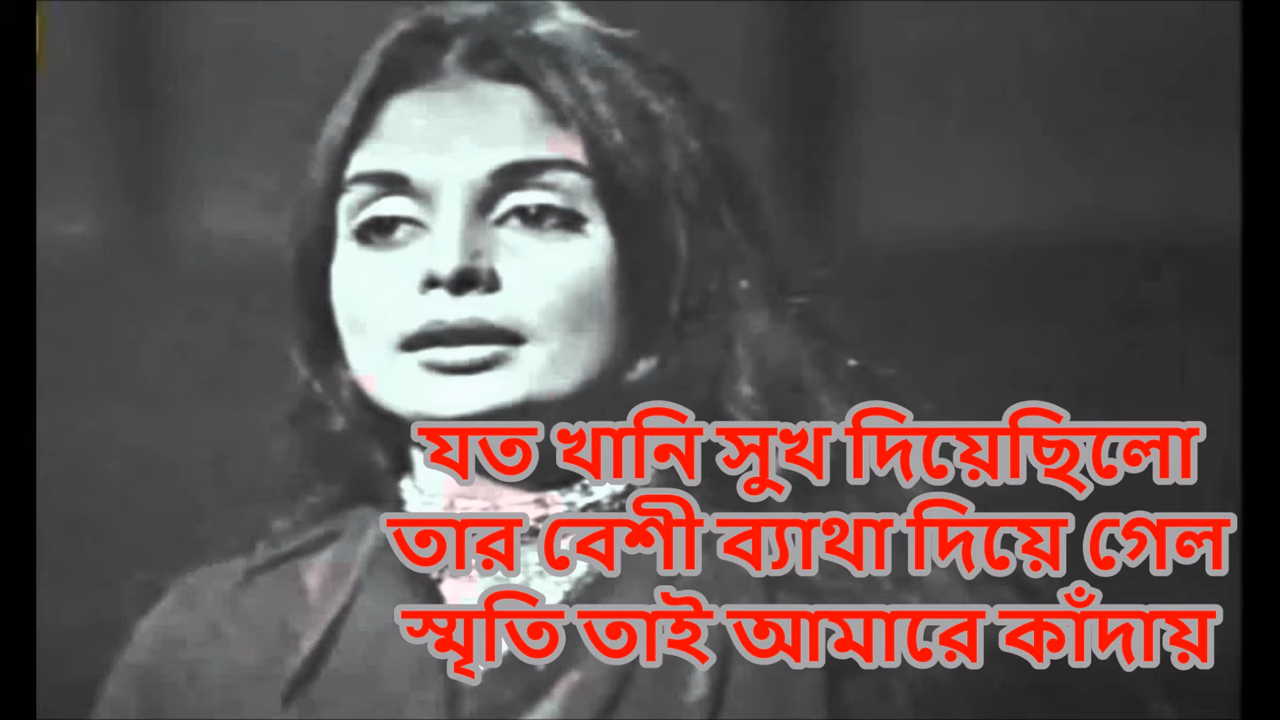 যত খানি সুখ দিয়েছিলো
তার বেশী ব্যাথা দিয়ে গেল
স্মৃতি তাই আমারে কাঁদায়